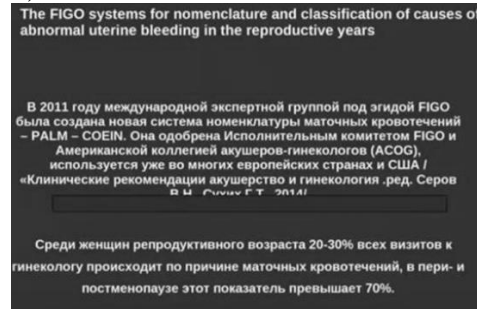 The FIGO systems for nomenclature and classification of causes of
abnormal uterine bleeding in the reproductive years
В 2011 году международной экспертной группой под эгидой FIGO
была создана новая система номенклатуры маточных кровотечений
– PALM – COEIN. Она одобрена Исполнительным комитетом FIGO и
Американской коллегией акушеров-гинекологов (ACOG),
используется уже во многих европейских странах и США /
«Клинические рекомендации акушерство и гинекология .ред. Серов
В.Н., Сухих Г.Т., 2014/
Среди женщин репродуктивного возраста 20-30% всех визитов к
гинекологу происходит по причине маточных кровотечений, в пери- и
постменопаузе этот показатель превышает 70%.